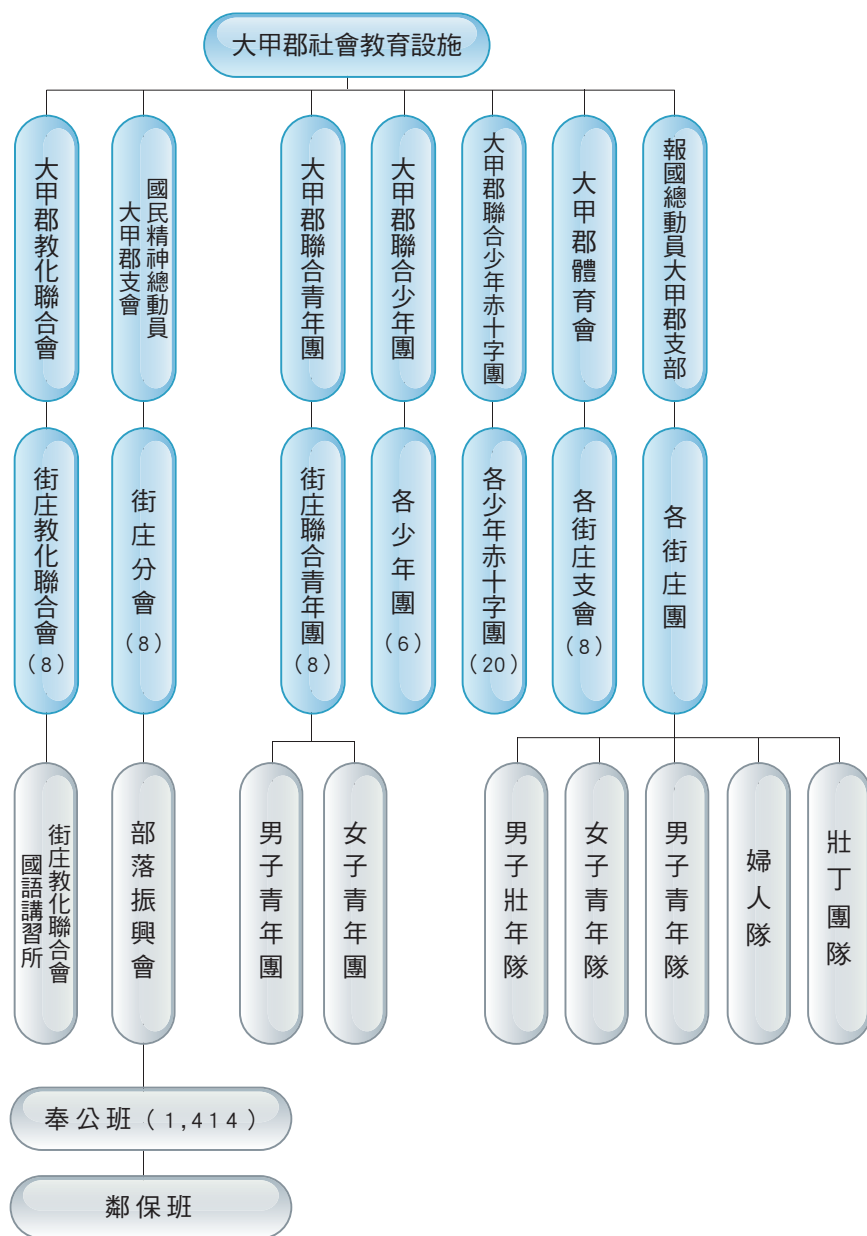 大甲郡社會教育設施
大甲郡教化聯合會
國民精神總動員
大甲郡支會
大甲郡聯合青年團
大甲郡聯合少年團
大甲郡聯合少年赤十字團
大甲郡體育會
報國總動員大甲郡支部
街庄教化聯合會(8)
街庄分會(8)
街庄聯合青年團(8)
各少年團(6)
各少年赤十字團(20)
各街庄支會(8)
各街庄團
街庄教化聯合會
國語講習所
部落振興會
男子青年團
女子青年團
男子壯年隊
女子青年隊
男子青年隊
婦人隊
壯丁團隊
奉公班(1,414)
鄰保班